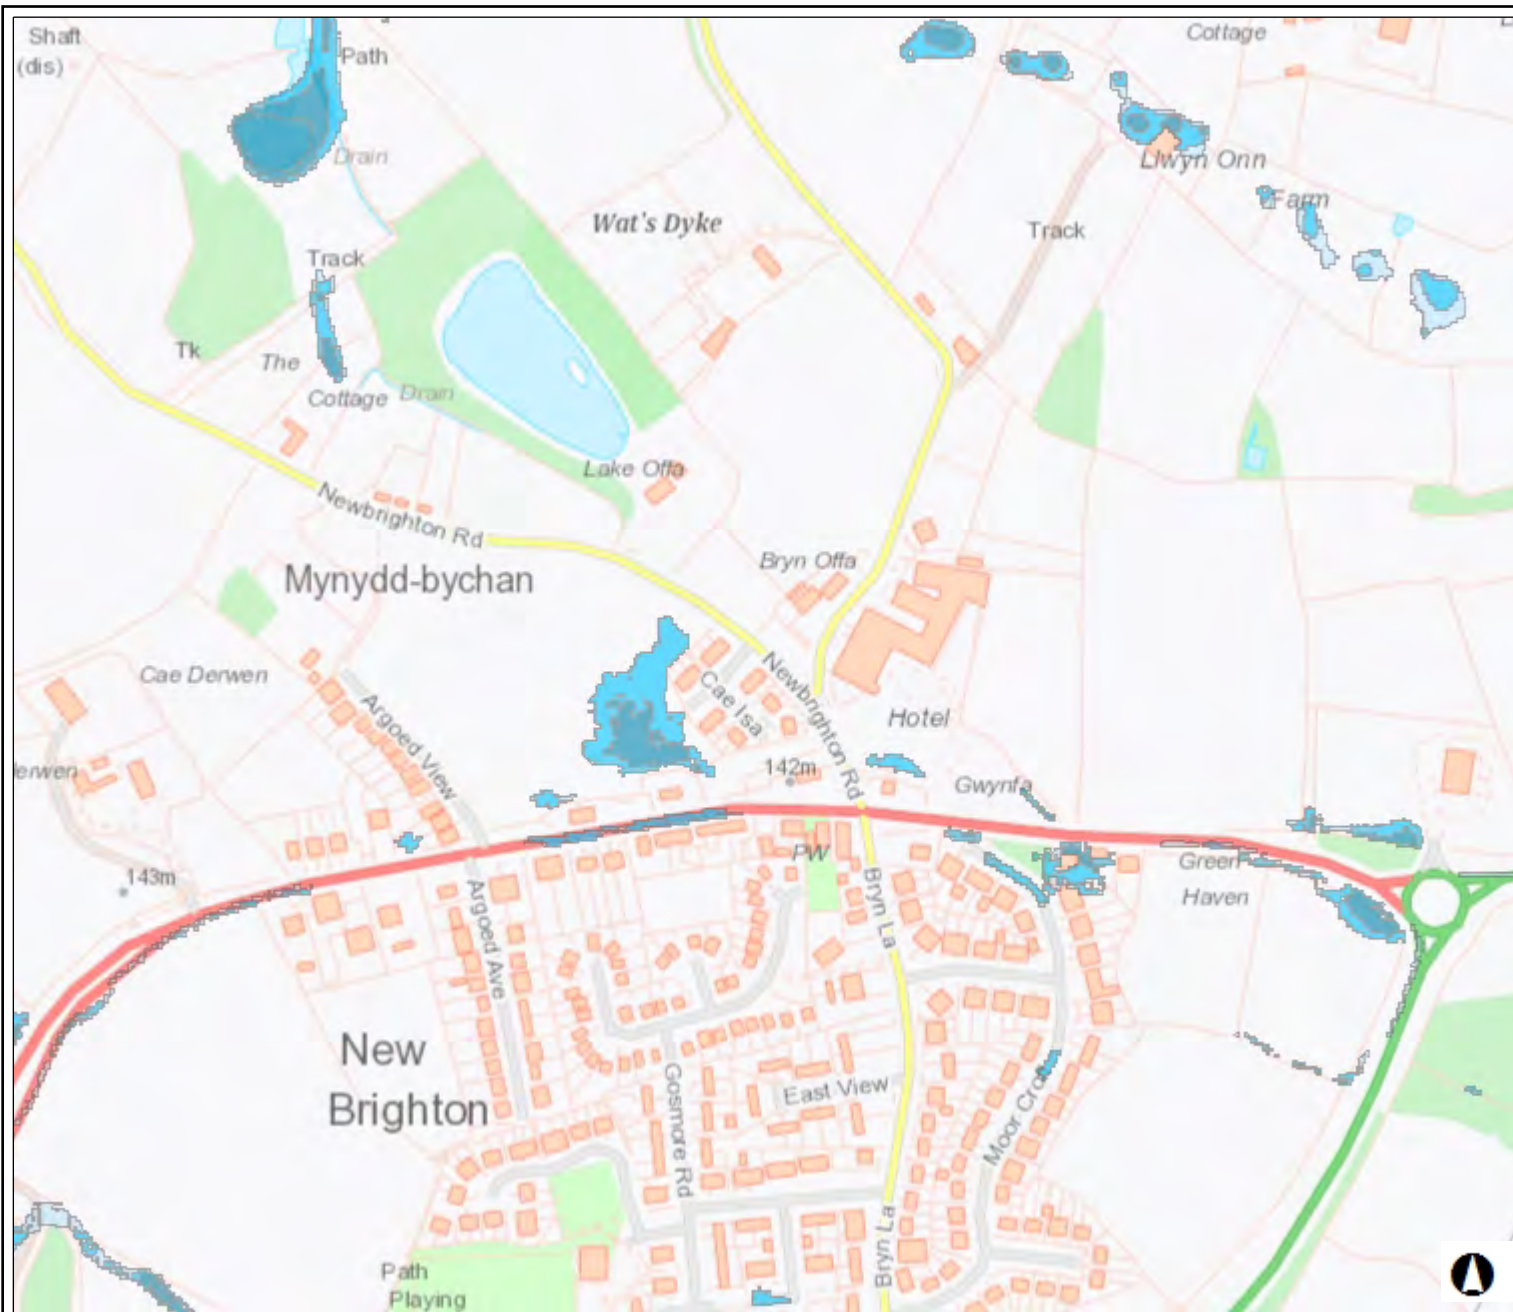 Shaft
(dis)
Path
Cottage
Drain
Llwyn Onn
Farm
Wat's Dyke
Track
Track
Tk
The
Cottage
Drain
Lake Offa
Newbrighton Rd
Bryn Offa
Mynydd-bychan
Cae Derwen
Argoed View
Cae Isa
Newbrighton Rd
Hotel
erwen
142m
Gwynfa
PW
Green
Haven
143m
Argoed Ave
Bryn La
New
Brighton
Gosmore Rd
East View
Bryn La
Path
Playing